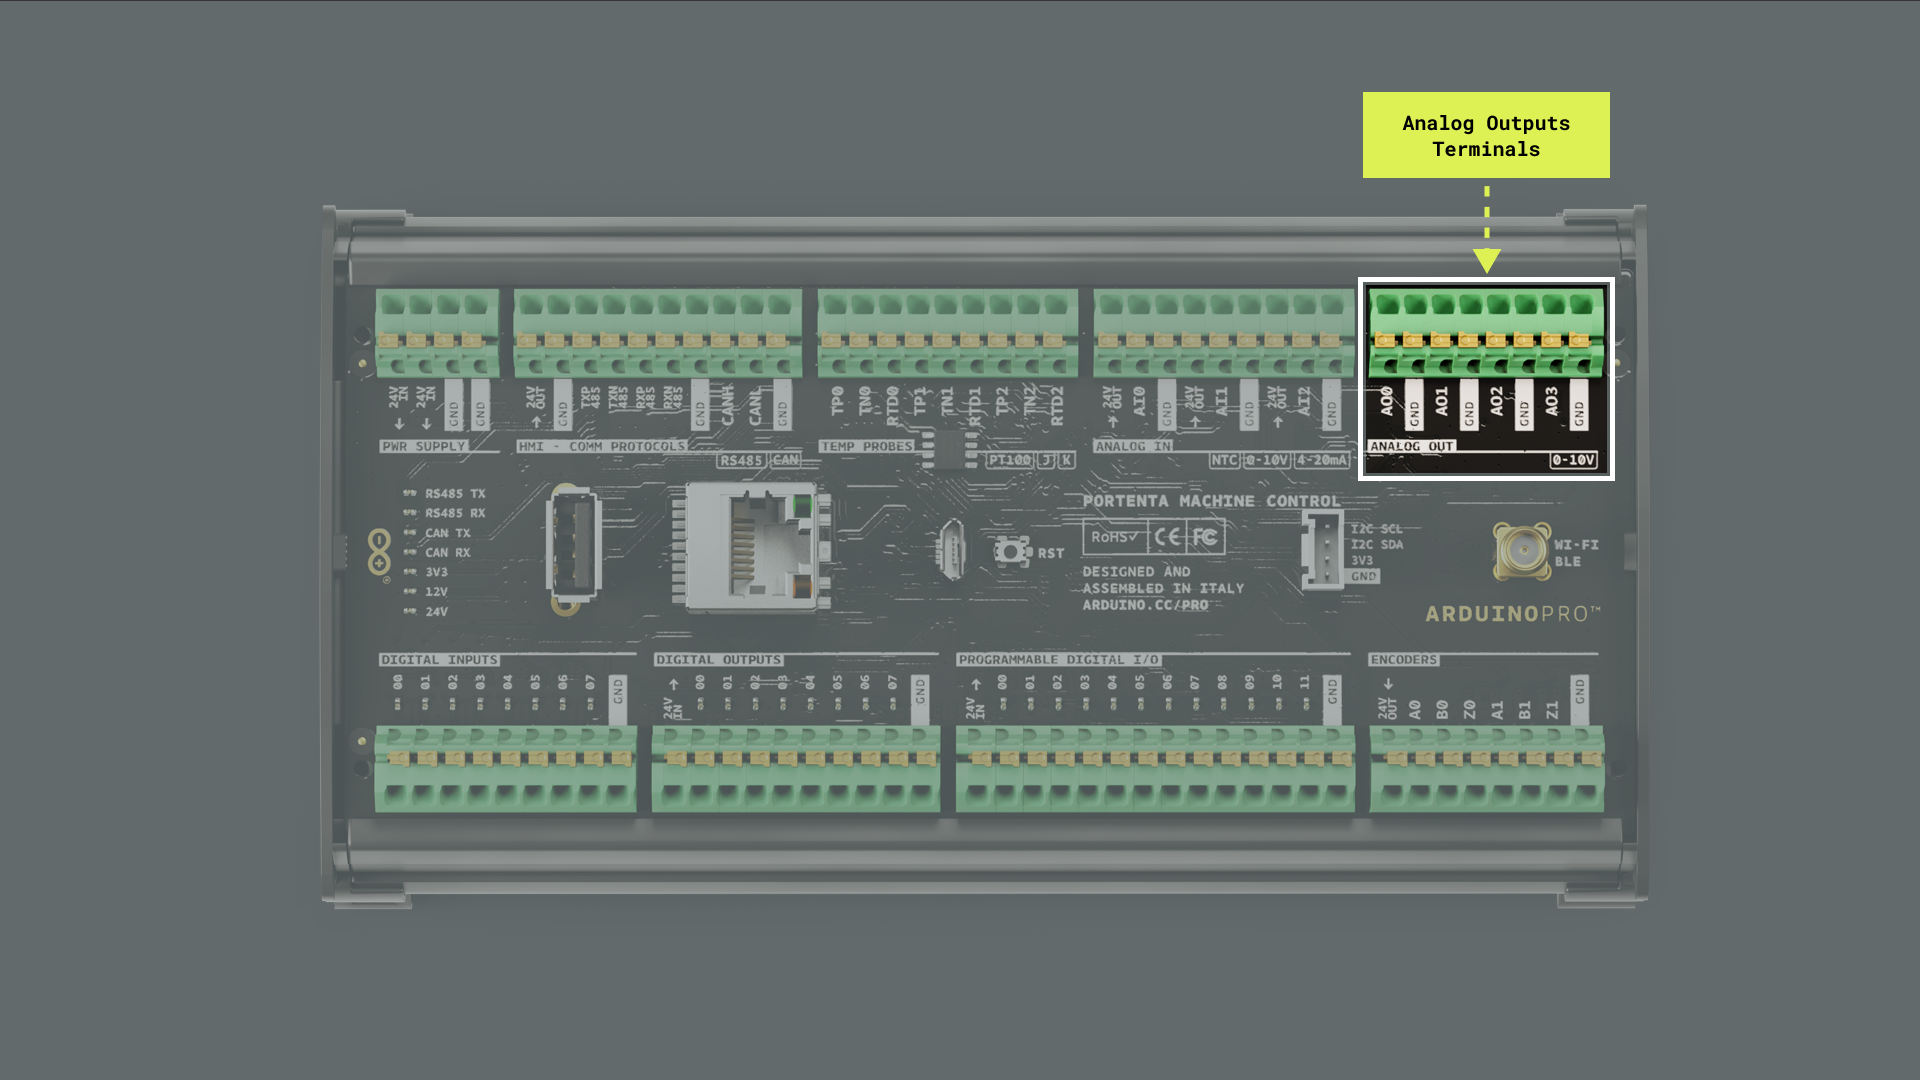 Analog Outputs
Terminals
24V IN
24V IN
GND
GND
PWR SUPPLY
24V OUT
GND
TXP 485
TXN 485
RXP 485
RXN 485
GND
CANH
CANL
GND
HMI - COMM PROTOCOLS
RS485 CAN
TP0
TN0
RTD0
TP1
TN1
RTD1
TP2
TN2
RTD2
TEMP PROBES
PT100 J K
24V OUT
AI0
GND
24V OUT
AI1
GND
24V OUT
AI2
GND
ANALOG IN
NTC 0-10V 4-20mA
AO0
GND
AO1
GND
AO2
GND
AO3
GND
ANALOG OUT
0-10V
RS485 TX
RS485 RX
CAN TX
CAN RX
3V3
12V
24V
RST
PORTENTA MACHINE CONTROL
RoHS CE FC
DESIGNED AND
ASSEMBLED IN ITALY
ARDUINO.CC/PRO
I2C SCL
I2C SDA
3V3
GND
WI-FI
BLE
ARDUINOPRO™
DIGITAL INPUTS
00 01 02 03 04 05 06 07 GND
DIGITAL OUTPUTS
24V IN 00 01 02 03 04 05 06 07 GND
PROGRAMMABLE DIGITAL I/O
24V IN 00 01 02 03 04 05 06 07 08 09 10 11 GND
ENCODERS
24V OUT A0 B0 Z0 A1 B1 Z1 GND